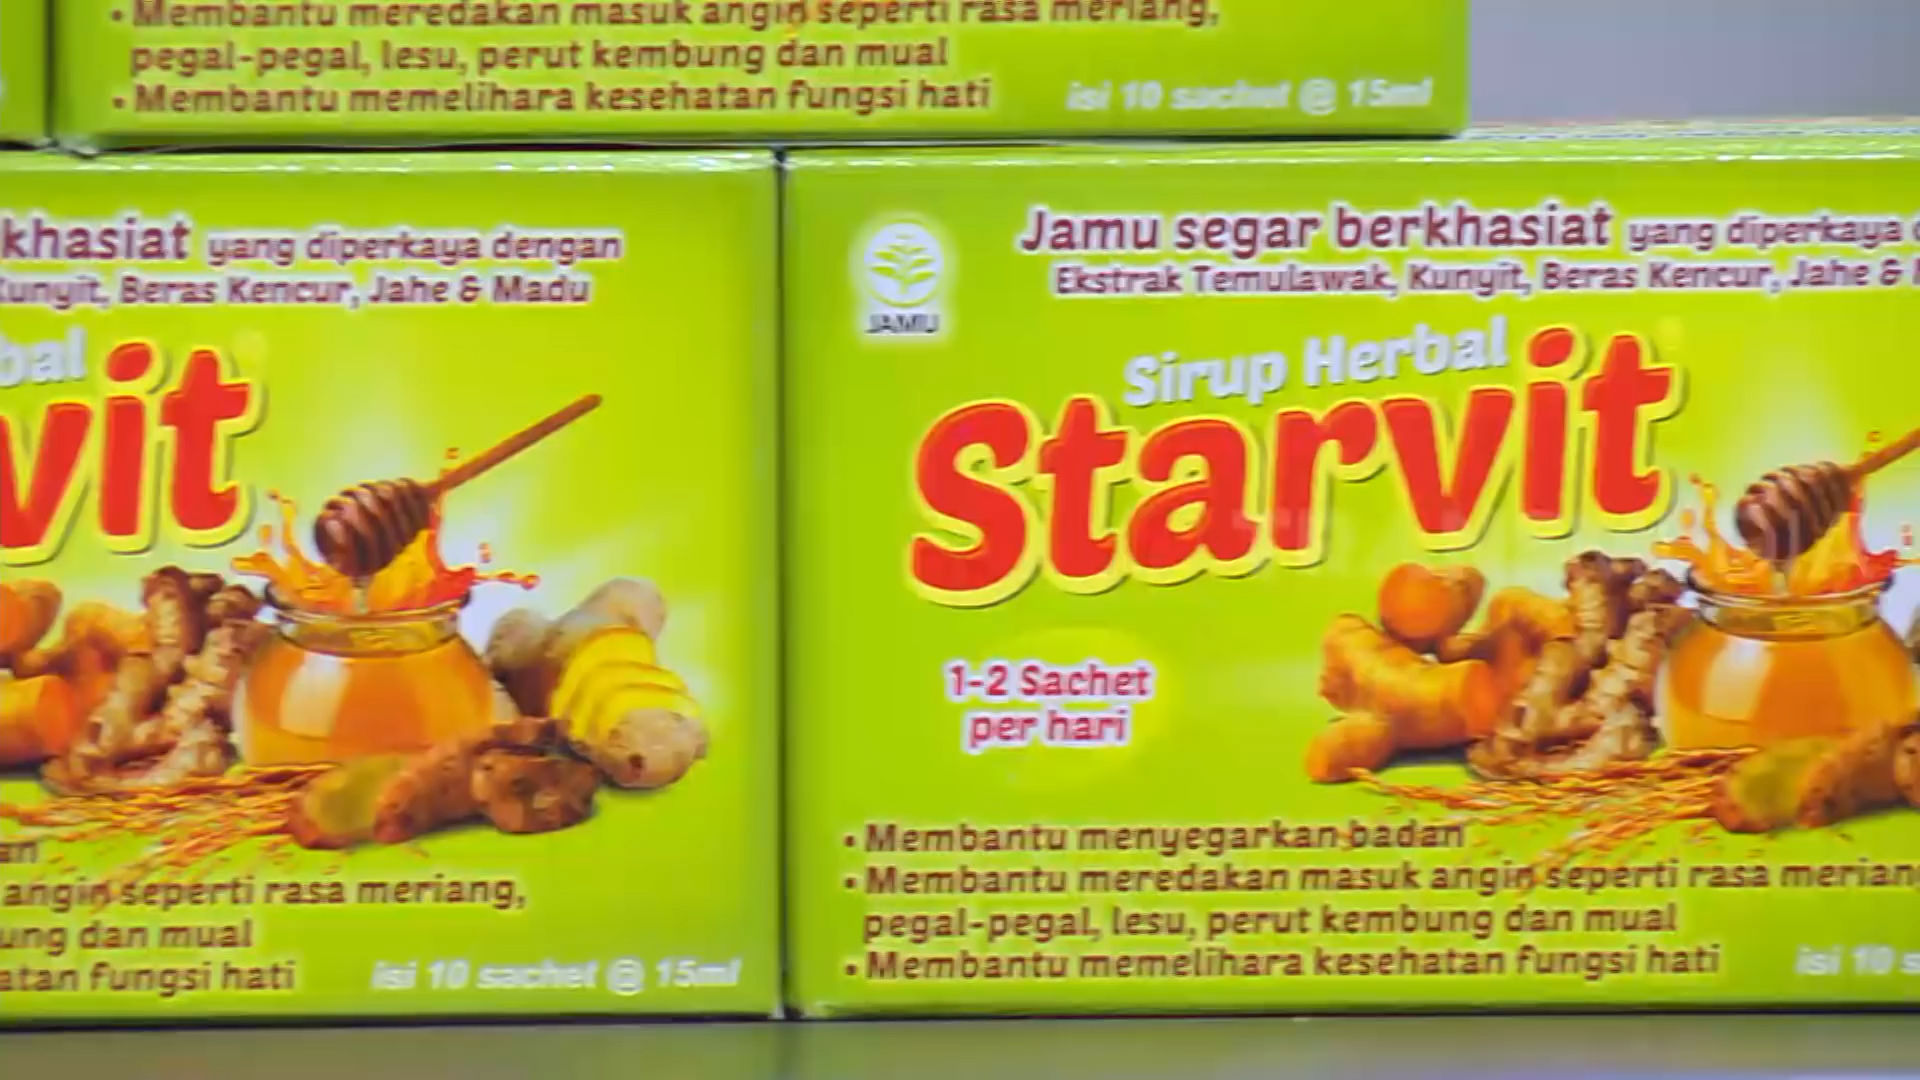 • Membantu meredakan masuk angin seperti rasa meriang,
pegal-pegal, lesu, perut kembung dan mual
• Membantu memelihara kesehatan fungsi hati
isi 10 sachet @ 15ml
khasiat yang diperkaya dengan
Kunyit, Beras Kencur, Jahe & Madu
bal
vit
an
angin seperti rasa meriang,
ung dan mual
atan fungsi hati
isi 10 sachet @ 15ml
JAMU
Jamu segar berkhasiat yang diperkaya
Ekstrak Temulawak, Kunyit, Beras Kencur, Jahe &
Sirup Herbal
Starvit
1-2 Sachet
per hari
• Membantu menyegarkan badan
• Membantu meredakan masuk angin seperti rasa meriang
pegal-pegal, lesu, perut kembung dan mual
• Membantu memelihara kesehatan fungsi hati
isi 10 s